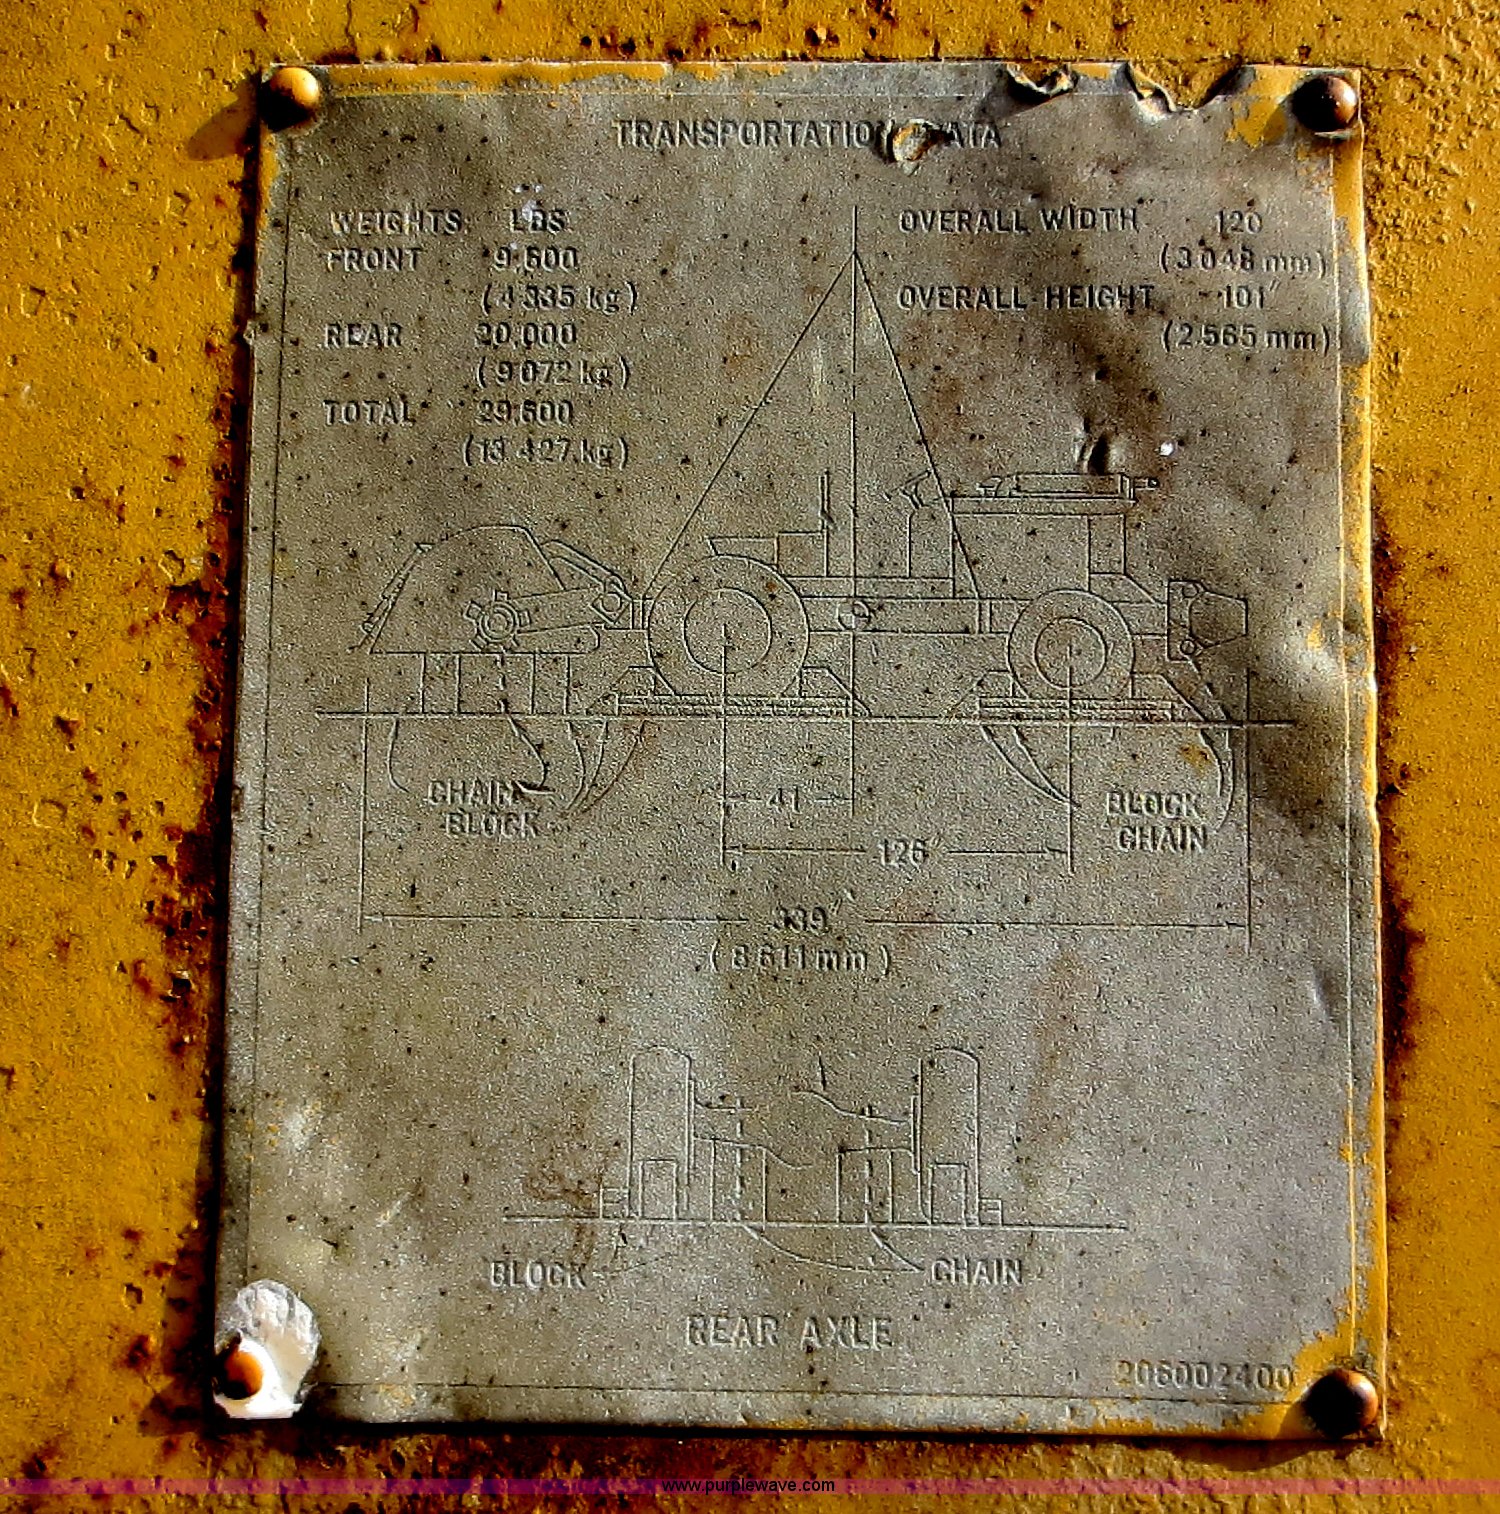 TRANSPORTATION DATA
WEIGHTS LBS
FRONT 9,600
(4 335 kg)
REAR 20,000
(9 072 kg)
TOTAL 29,600
(13 427 kg)
OVERALL WIDTH 120
(3 048 mm)
OVERALL HEIGHT 101"
(2 565 mm)
CHAIN
BLOCK
41
BLOCK
CHAIN
126"
339"
(8 611 mm)
BLOCK
CHAIN
REAR AXLE
206002400
www.purplewave.com